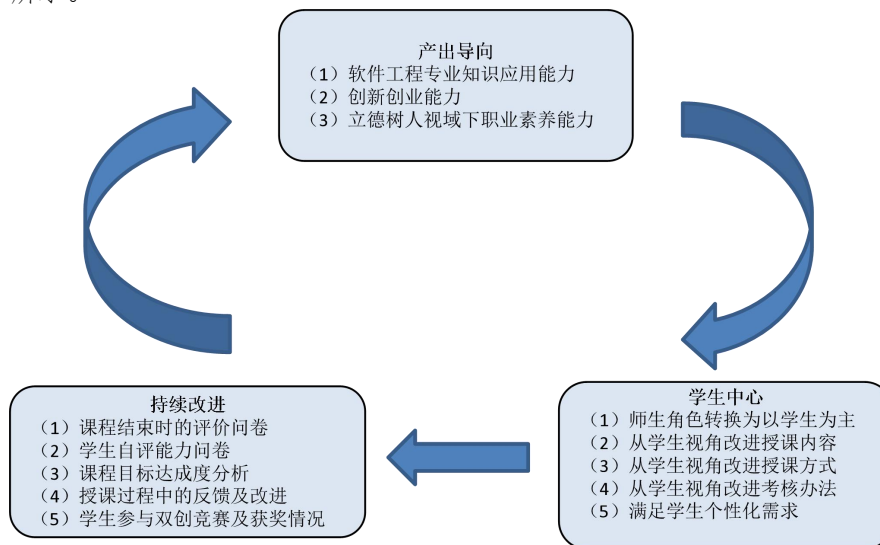 产出导向
（1）软件工程专业知识应用能力
（2）创新创业能力
（3）立德树人视域下职业素养能力
持续改进
（1）课程结束时的评价问卷
（2）学生自评能力问卷
（3）课程目标达成度分析
（4）授课过程中的反馈及改进
（5）学生参与双创竞赛及获奖情况
学生中心
（1）师生角色转换为以学生为主
（2）从学生视角改进授课内容
（3）从学生视角改进授课方式
（4）从学生视角改进考核办法
（5）满足学生个性化需求